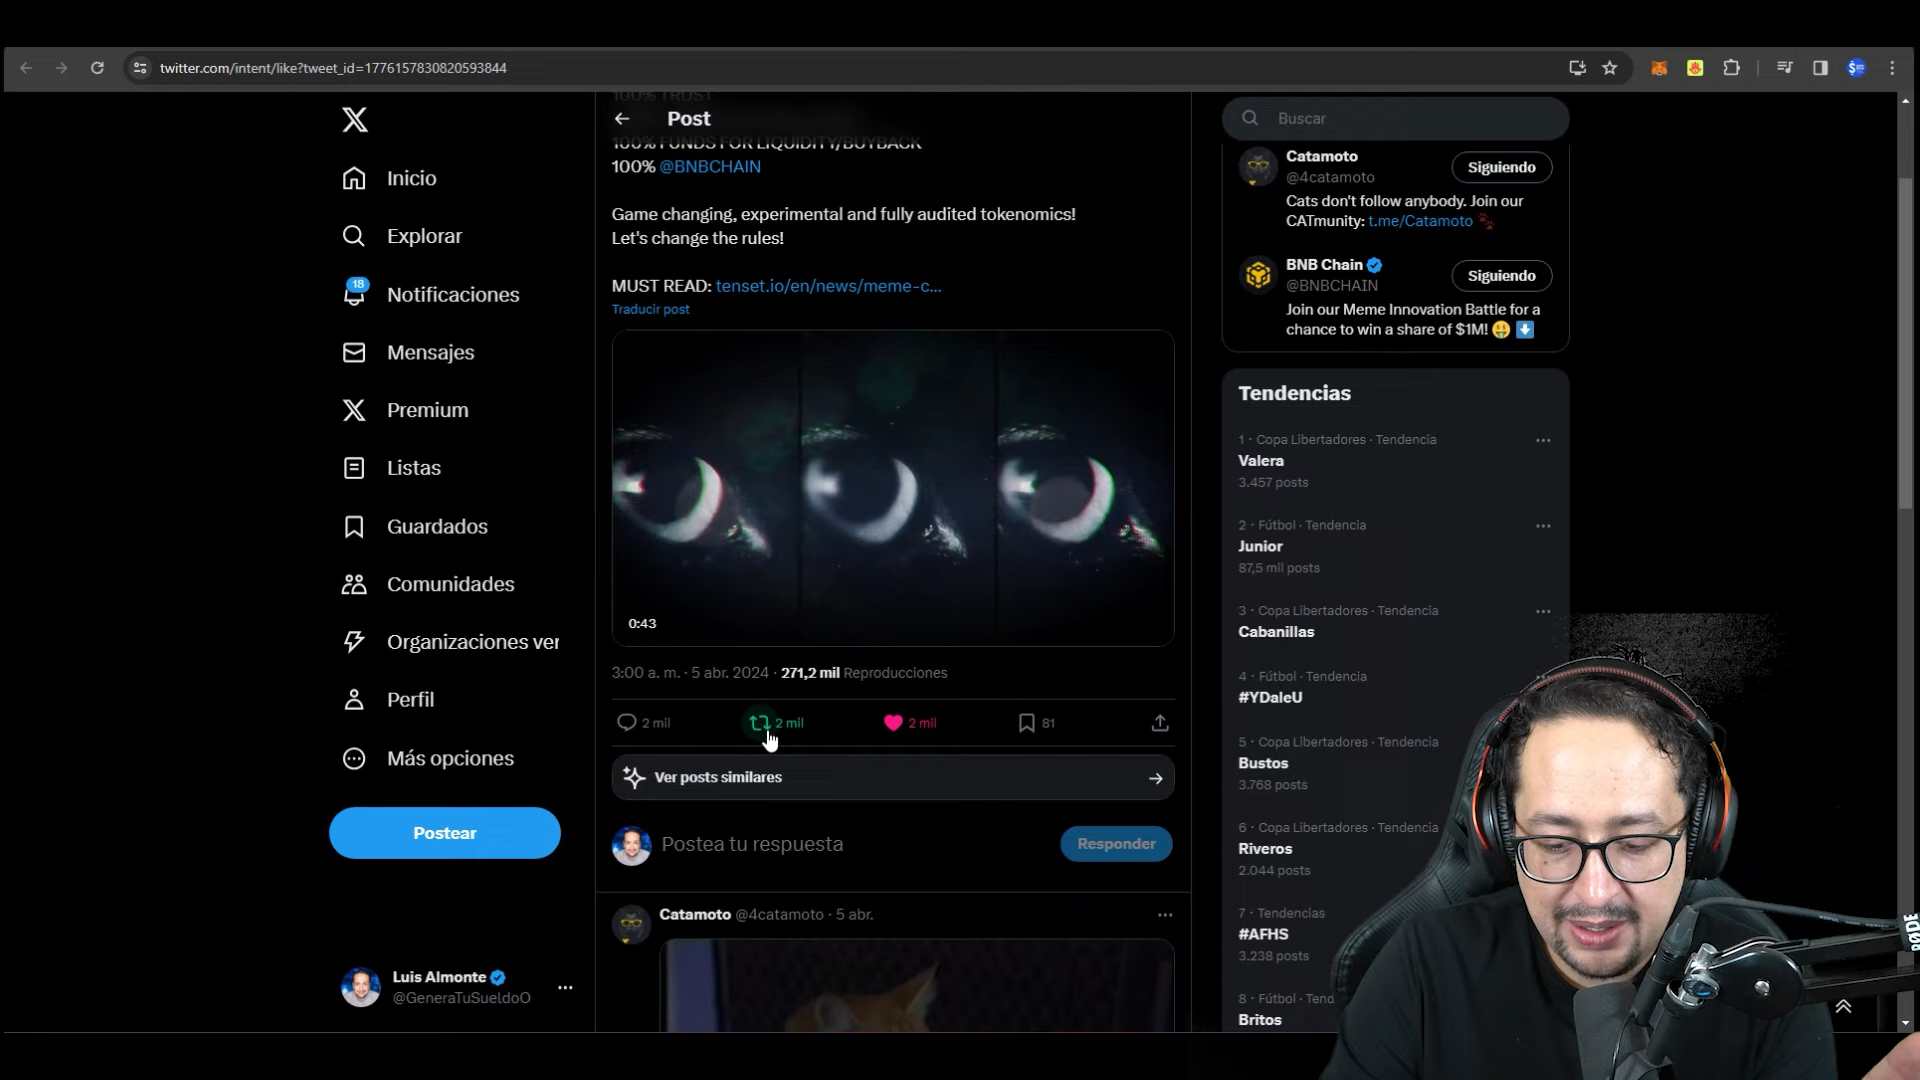 twitter.com/intent/like?tweet_id=1776157830820593844
Inicio
Explorar
18
Notificaciones
Mensajes
Premium
Listas
Guardados
Comunidades
Organizaciones ver
Perfil
Más opciones
Postear
Luis Almonte
@GeneraTuSueldoO
100% TRUST
Post
100% FUNDS FOR LIQUIDITY/BUYBACK
100% @BNBCHAIN
Game changing, experimental and fully audited tokenomics!
Let's change the rules!
MUST READ: tenset.io/en/news/meme-c...
Traducir post
0:43
3:00 a. m. · 5 abr. 2024 · 271,2 mil Reproducciones
2 mil
2 mil
2 mil
81
Ver posts similares
Postea tu respuesta
Responder
Catamoto @4catamoto · 5 abr.
Buscar
Catamoto
@4catamoto
Siguiendo
Cats don't follow anybody. Join our
CATmunity: t.me/Catamoto
BNB Chain
@BNBCHAIN
Siguiendo
Join our Meme Innovation Battle for a
chance to win a share of $1M!
Tendencias
1 · Copa Libertadores · Tendencia
Valera
3.457 posts
2 · Fútbol · Tendencia
Junior
87,5 mil posts
3 · Copa Libertadores · Tendencia
Cabanillas
4 · Fútbol · Tendencia
#YDaleU
5 · Copa Libertadores · Tendencia
Bustos
3.768 posts
6 · Copa Libertadores · Tendencia
Riveros
2.044 posts
7 · Tendencias
#AFHS
3.238 posts
8 · Fútbol · Tend
Britos
RØDE